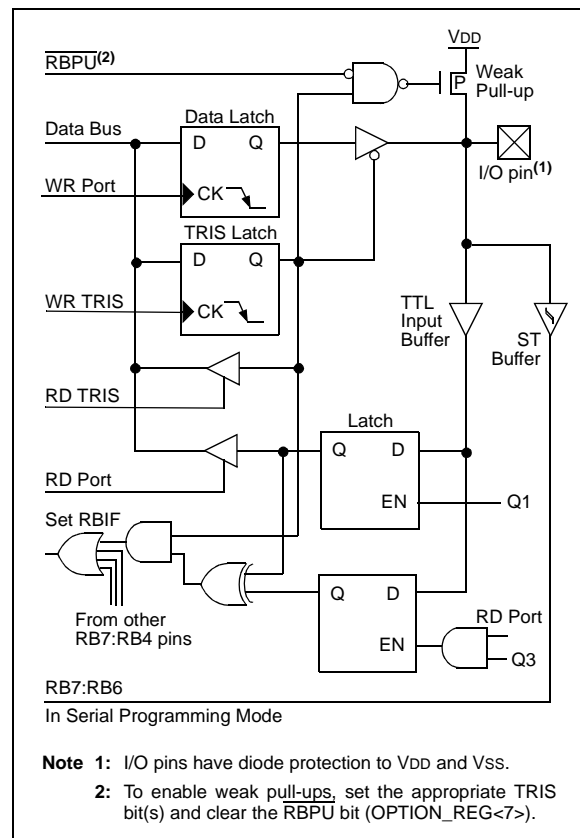 VDD
RBPU(2)
Weak
Pull-up
P
Data Latch
Data Bus
D Q
I/O pin(1)
WR Port
CK
TRIS Latch
D Q
TTL
Input
Buffer
WR TRIS
CK
ST
Buffer
RD TRIS
Latch
Q D
RD Port
EN
Q1
Set RBIF
Q D
From other
RB7:RB4 pins
RD Port
EN
Q3
RB7:RB6
In Serial Programming Mode
Note 1: I/O pins have diode protection to VDD and VSS.
2: To enable weak pull-ups, set the appropriate TRIS
bit(s) and clear the RBPU bit (OPTION_REG<7>).